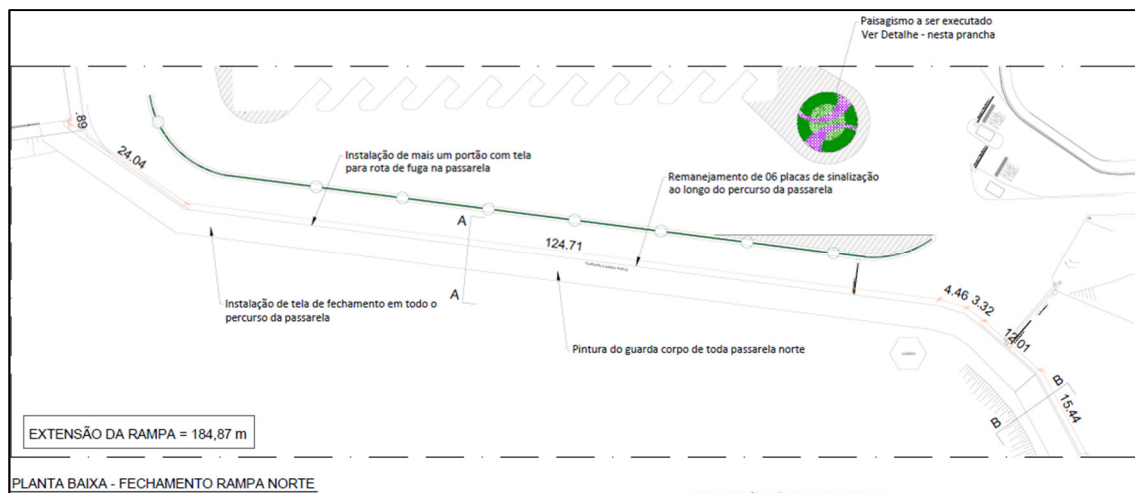 Paisagismo a ser executado
Ver Detalhe - nesta prancha
.89
24.04
Instalação de mais um portão com tela
para rota de fuga na passarela
Remanejamento de 06 placas de sinalização
ao longo do percurso da passarela
A
124.71
A
Instalação de tela de fechamento em todo o
percurso da passarela
4.46
3.32
12.01
Pintura do guarda corpo de toda passarela norte
B
15.44
B
EXTENSÃO DA RAMPA = 184,87 m
PLANTA BAIXA - FECHAMENTO RAMPA NORTE